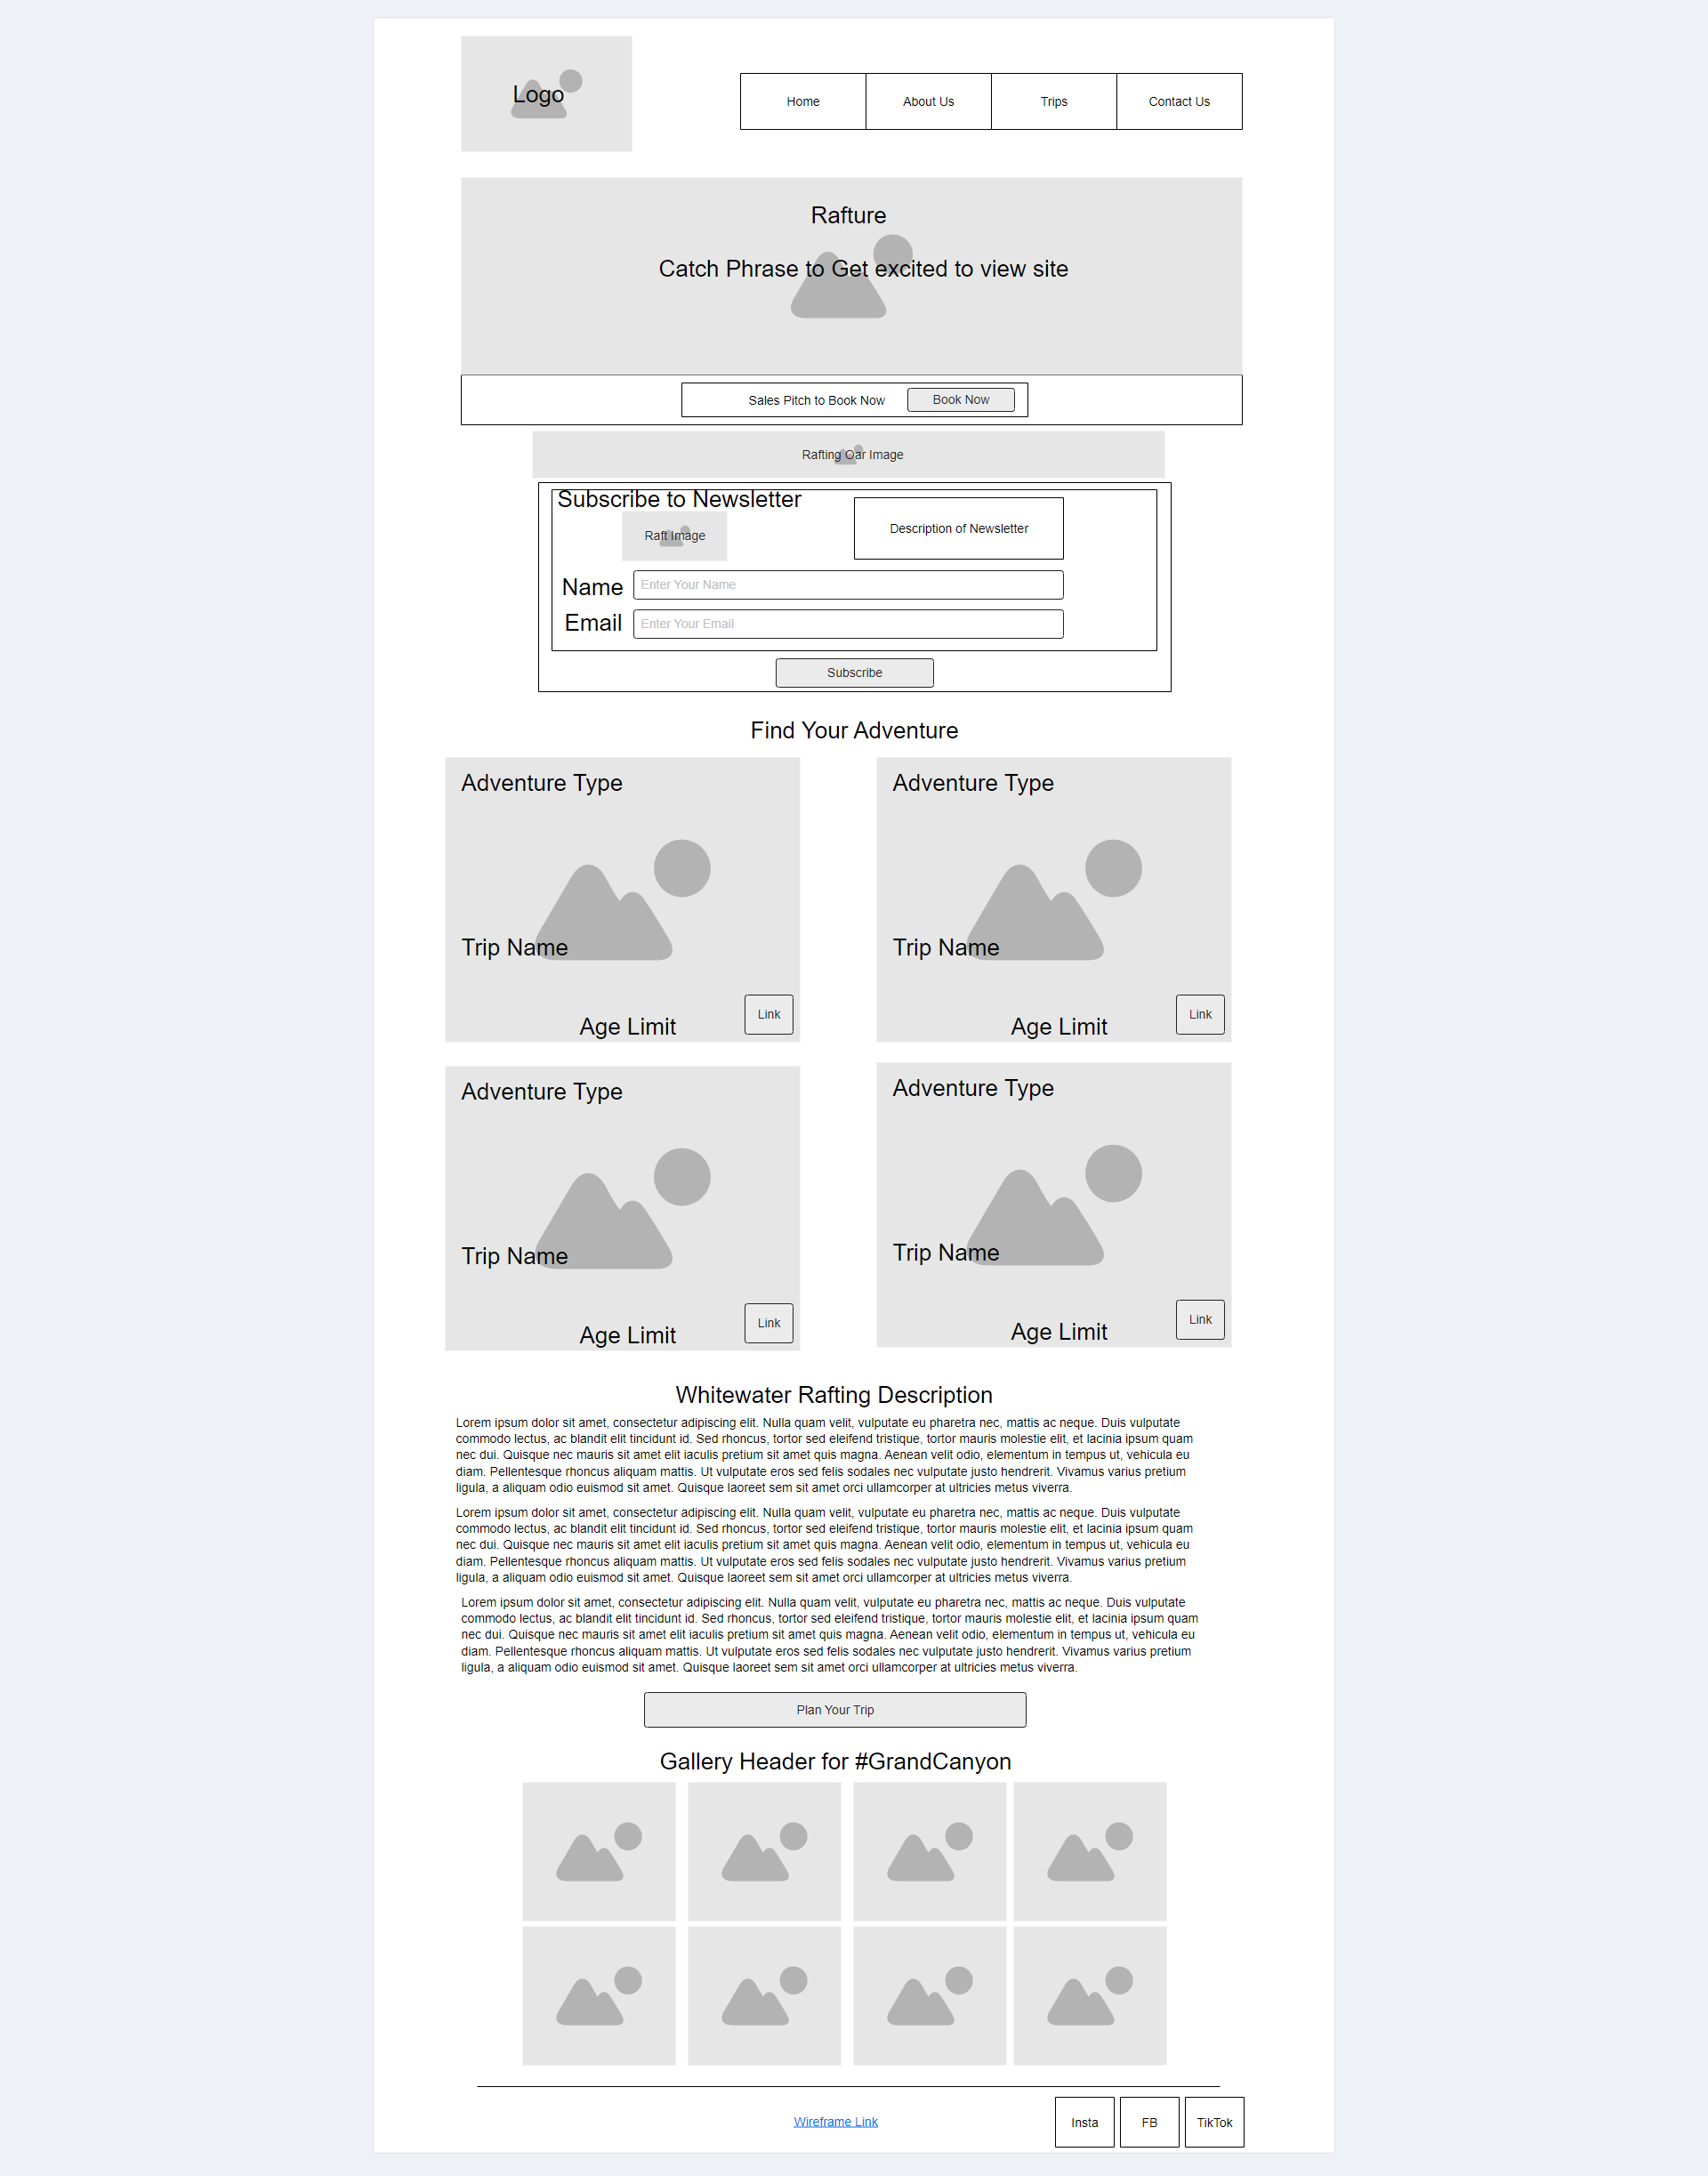 Logo
Home
About Us
Trips
Contact Us
Rafture
Catch Phrase to Get excited to view site
Sales Pitch to Book Now
Book Now
Rafting Oar Image
Subscribe to Newsletter
Raft Image
Description of Newsletter
Name
Enter Your Name
Email
Enter Your Email
Subscribe
Find Your Adventure
Adventure Type
Trip Name
Age Limit
Link
Adventure Type
Trip Name
Age Limit
Link
Adventure Type
Trip Name
Age Limit
Link
Adventure Type
Trip Name
Age Limit
Link
Whitewater Rafting Description
Lorem ipsum dolor sit amet, consectetur adipiscing elit. Nulla quam velit, vulputate eu pharetra nec, mattis ac neque. Duis vulputate
commodo lectus, ac blandit elit tincidunt id. Sed rhoncus, tortor sed eleifend tristique, tortor mauris molestie elit, et lacinia ipsum quam
nec dui. Quisque nec mauris sit amet elit iaculis pretium sit amet quis magna. Aenean velit odio, elementum in tempus ut, vehicula eu
diam. Pellentesque rhoncus aliquam mattis. Ut vulputate eros sed felis sodales nec vulputate justo hendrerit. Vivamus varius pretium
ligula, a aliquam odio euismod sit amet. Quisque laoreet sem sit amet orci ullamcorper at ultricies metus viverra.
Lorem ipsum dolor sit amet, consectetur adipiscing elit. Nulla quam velit, vulputate eu pharetra nec, mattis ac neque. Duis vulputate
commodo lectus, ac blandit elit tincidunt id. Sed rhoncus, tortor sed eleifend tristique, tortor mauris molestie elit, et lacinia ipsum quam
nec dui. Quisque nec mauris sit amet elit iaculis pretium sit amet quis magna. Aenean velit odio, elementum in tempus ut, vehicula eu
diam. Pellentesque rhoncus aliquam mattis. Ut vulputate eros sed felis sodales nec vulputate justo hendrerit. Vivamus varius pretium
ligula, a aliquam odio euismod sit amet. Quisque laoreet sem sit amet orci ullamcorper at ultricies metus viverra.
Lorem ipsum dolor sit amet, consectetur adipiscing elit. Nulla quam velit, vulputate eu pharetra nec, mattis ac neque. Duis vulputate
commodo lectus, ac blandit elit tincidunt id. Sed rhoncus, tortor sed eleifend tristique, tortor mauris molestie elit, et lacinia ipsum quam
nec dui. Quisque nec mauris sit amet elit iaculis pretium sit amet quis magna. Aenean velit odio, elementum in tempus ut, vehicula eu
diam. Pellentesque rhoncus aliquam mattis. Ut vulputate eros sed felis sodales nec vulputate justo hendrerit. Vivamus varius pretium
ligula, a aliquam odio euismod sit amet. Quisque laoreet sem sit amet orci ullamcorper at ultricies metus viverra.
Plan Your Trip
Gallery Header for #GrandCanyon
Wireframe Link
Insta
FB
TikTok